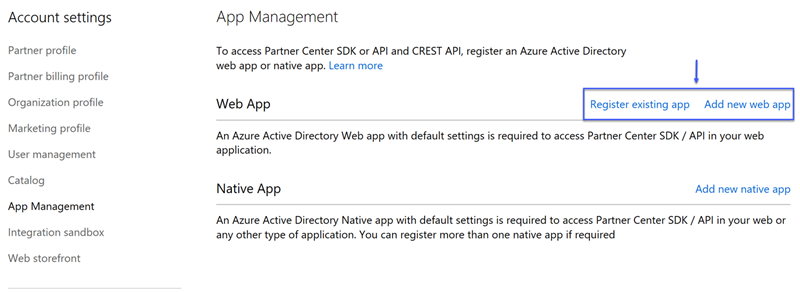 Account settings
Partner profile
Partner billing profile
Organization profile
Marketing profile
User management
Catalog
App Management
Integration sandbox
Web storefront
App Management
To access Partner Center SDK or API and CREST API, register an Azure Active Directory
web app or native app. Learn more
Web App
Register existing app
Add new web app
An Azure Active Directory Web app with default settings is required to access Partner Center SDK / API in your web
application.
Native App
Add new native app
An Azure Active Directory Native app with default settings is required to access Partner Center SDK / API in your web or
any other type of application. You can register more than one native app if required